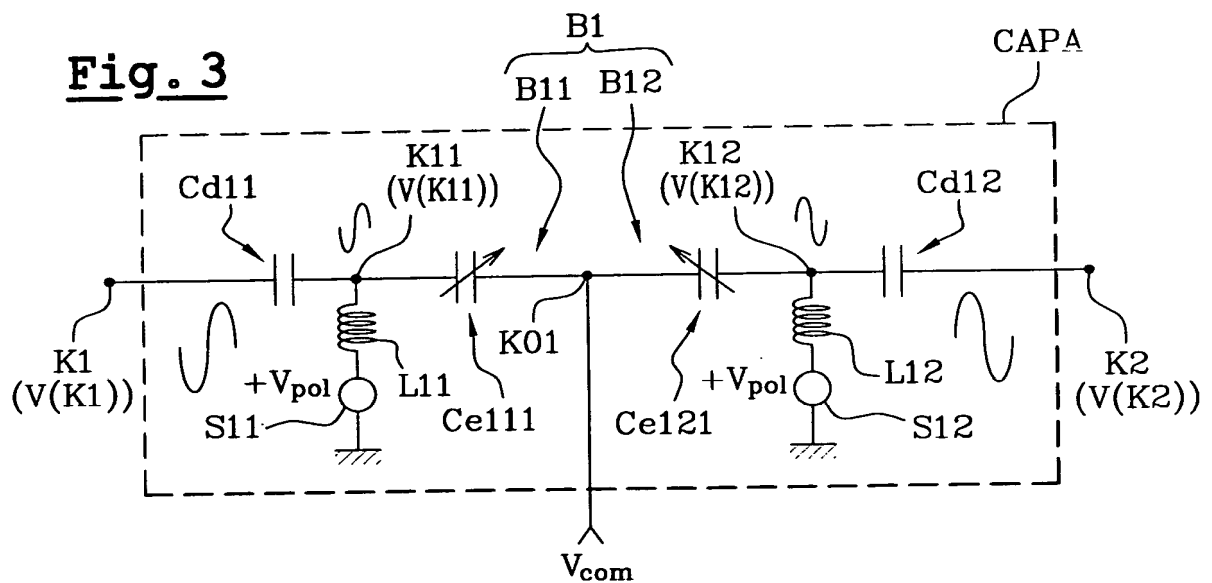 Fig. 3
B1
CAPA
B11 B12
K11
(V(K11))
K12
(V(K12))
Cd11
Cd12
K1
(V(K1))
K01
K2
(V(K2))
L11
L12
+Vpol
+Vpol
S11
Ce111
Ce121
S12
Vcom